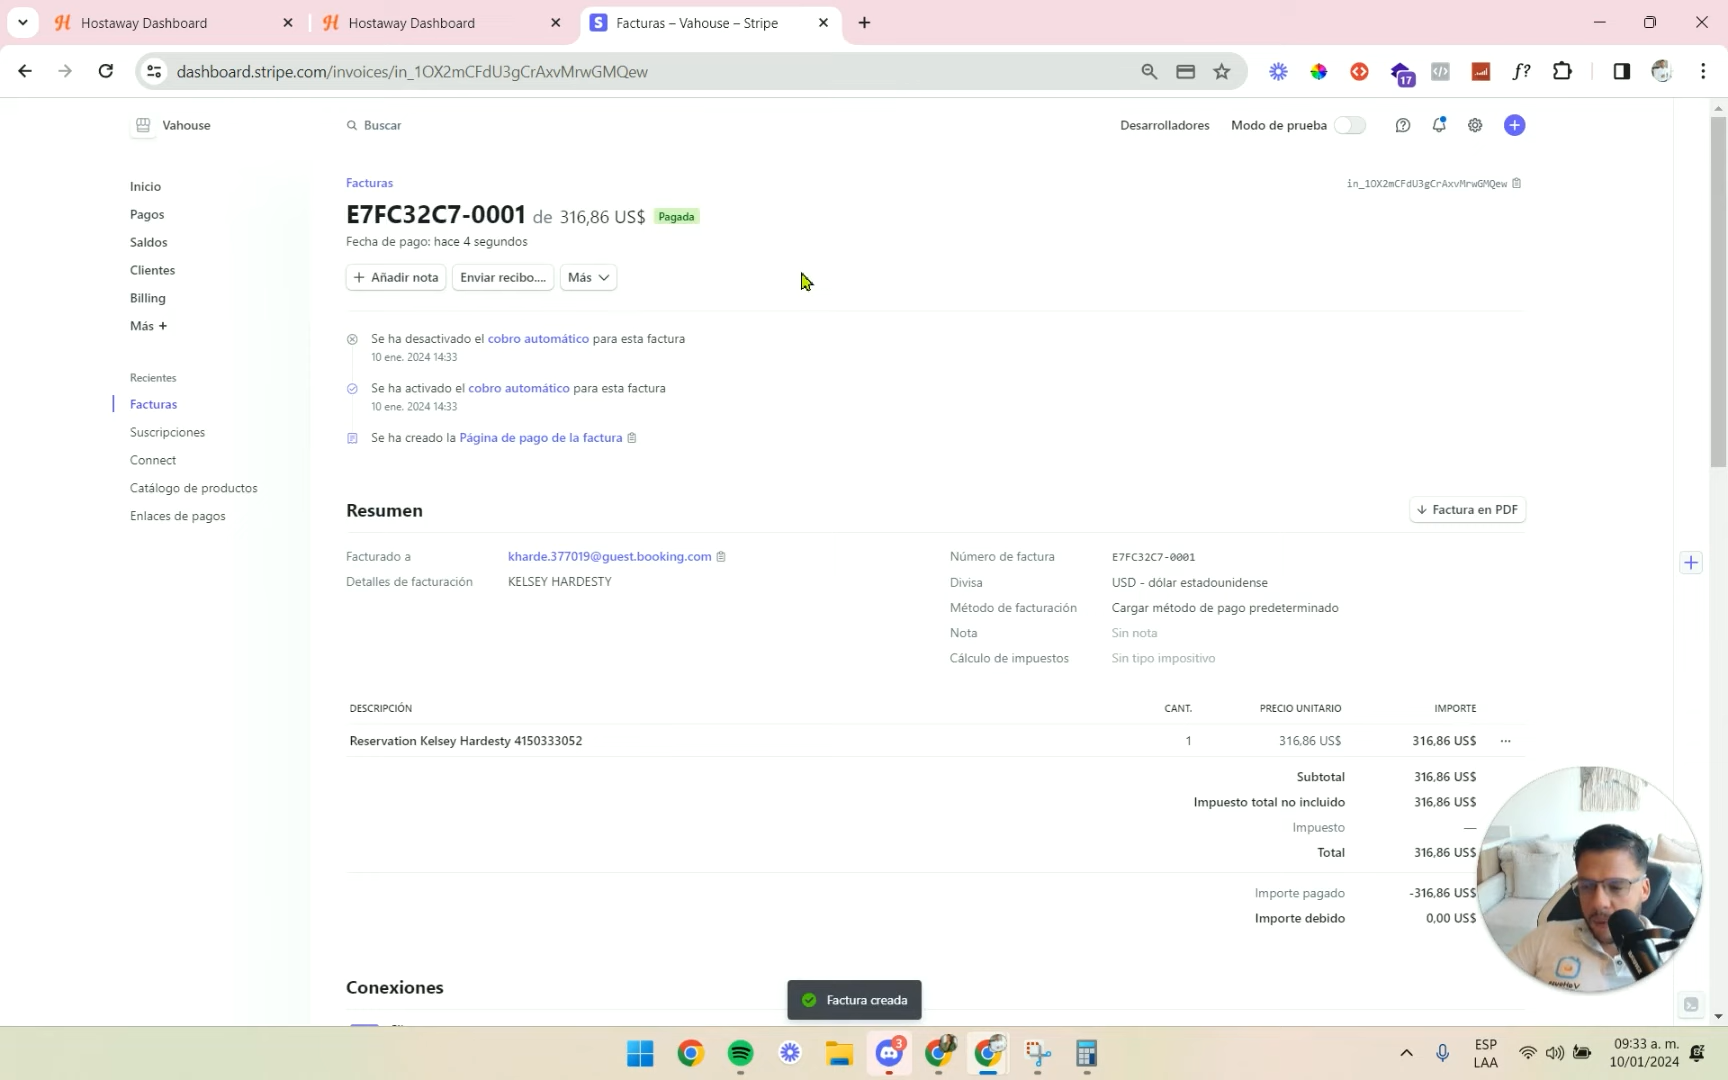 Hostaway Dashboard
Hostaway Dashboard
Facturas – Vahouse – Stripe
dashboard.stripe.com/invoices/in_1OX2mCFdU3gCrAxvMrwGMQew
17
f?
Vahouse
Buscar
Desarrolladores
Modo de prueba
Inicio
Pagos
Saldos
Clientes
Billing
Más +
Recientes
Facturas
Suscripciones
Connect
Catálogo de productos
Enlaces de pagos
Facturas
in_1OX2mCFdU3gCrAxvMrwGMQew
E7FC32C7-0001 de 316,86 US$ Pagada
Fecha de pago: hace 4 segundos
+ Añadir nota
Enviar recibo....
Más
Se ha desactivado el cobro automático para esta factura
10 ene. 2024 14:33
Se ha activado el cobro automático para esta factura
10 ene. 2024 14:33
Se ha creado la Página de pago de la factura
Resumen
Factura en PDF
Facturado a kharde.377019@guest.booking.com
Detalles de facturación KELSEY HARDESTY
Número de factura E7FC32C7-0001
Divisa USD - dólar estadounidense
Método de facturación Cargar método de pago predeterminado
Nota Sin nota
Cálculo de impuestos Sin tipo impositivo
DESCRIPCIÓN CANT. PRECIO UNITARIO IMPORTE
Reservation Kelsey Hardesty 4150333052 1 316,86 US$ 316,86 US$ ...
Subtotal 316,86 US$
Impuesto total no incluido 316,86 US$
Impuesto —
Total 316,86 US$
Importe pagado -316,86 US$
Importe debido 0,00 US$
Conexiones
Factura creada
3
ESP
LAA
09:33 a. m.
10/01/2024